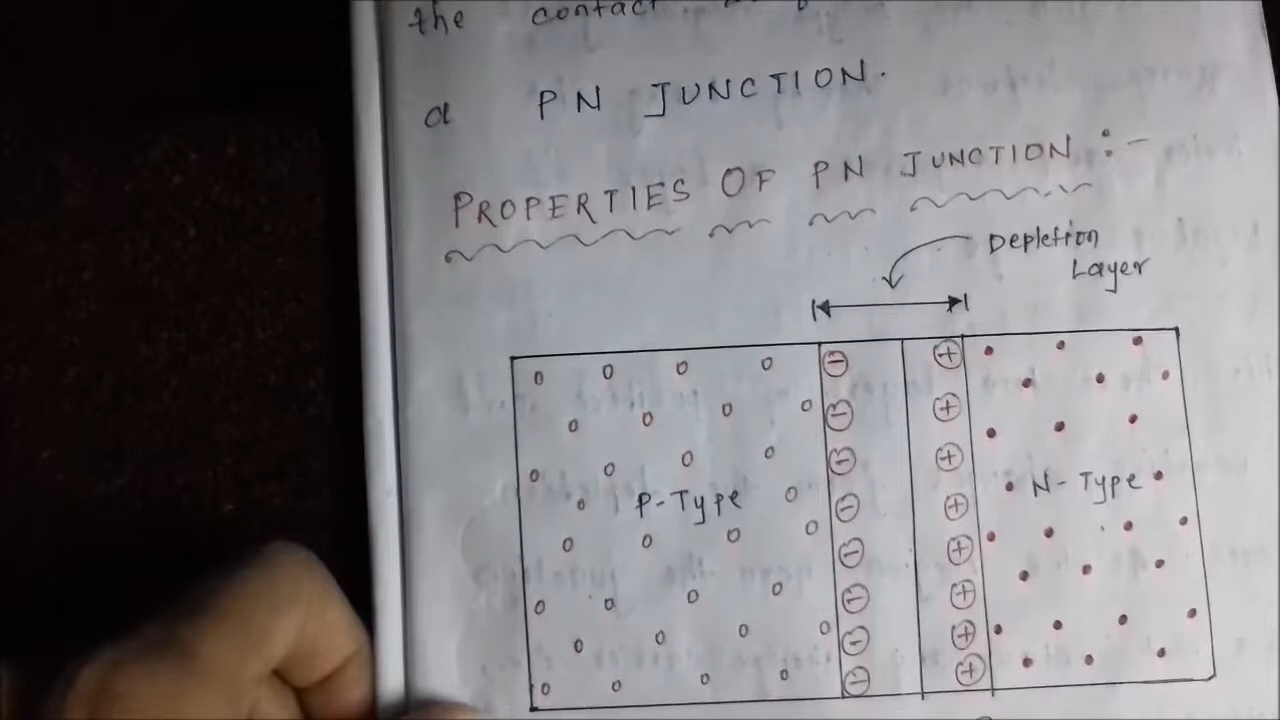 the contact
a PN JUNCTION.
PROPERTIES OF PN JUNCTION :-
Depletion
Layer
P-Type
N-Type